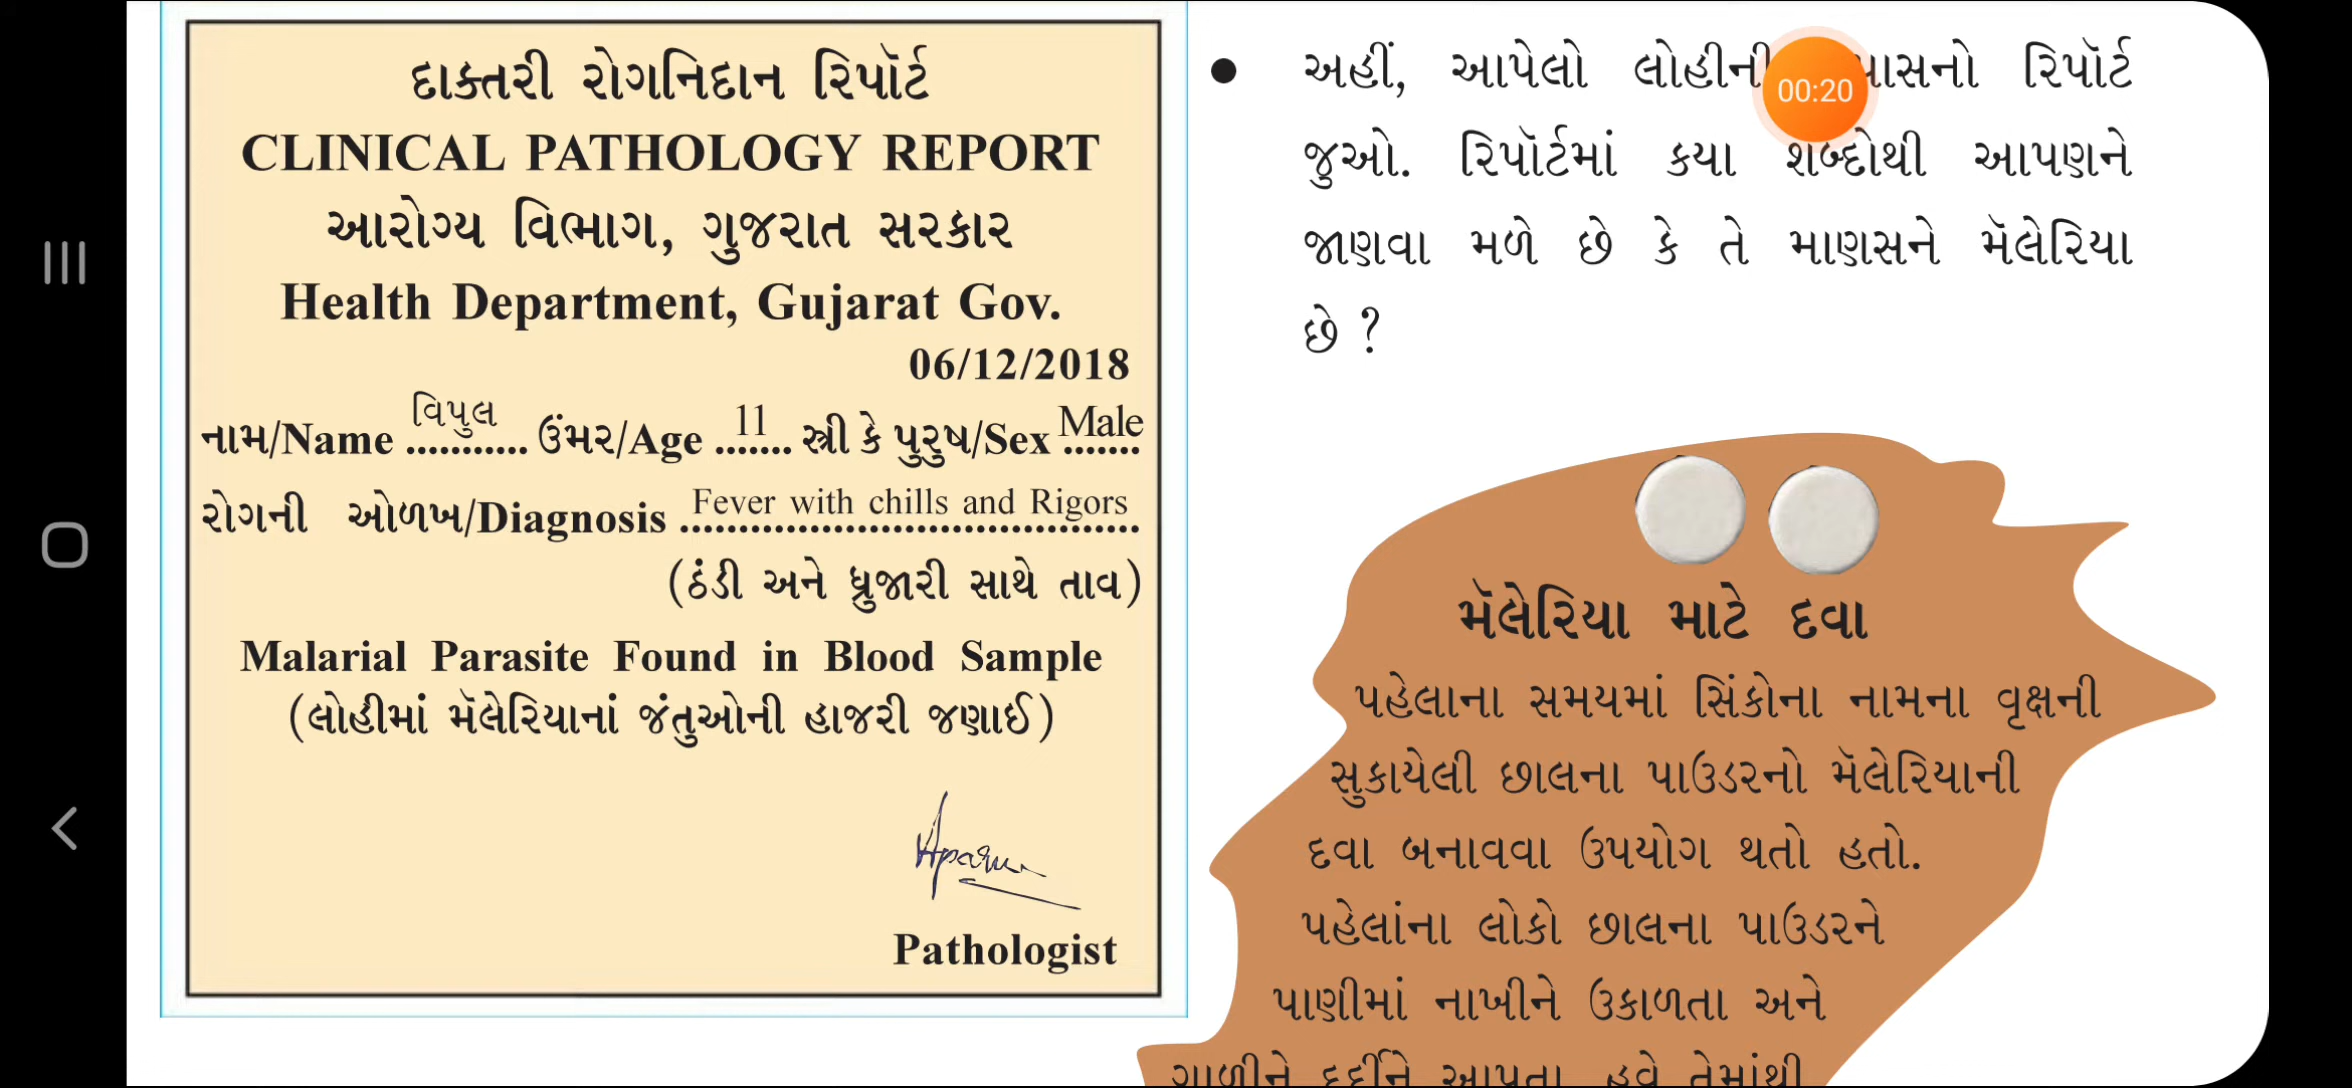 દાક્તરી રોગનિદાન રિપૉર્ટ
CLINICAL PATHOLOGY REPORT
આરોગ્ય વિભાગ, ગુજરાત સરકાર
Health Department, Gujarat Gov.
06/12/2018
નામ/Name વિપુલ ઉંમર/Age 11 સ્ત્રી કે પુરુષ/Sex Male
રોગની ઓળખ/Diagnosis Fever with chills and Rigors
(ઠંડી અને ધ્રુજારી સાથે તાવ)
Malarial Parasite Found in Blood Sample
(લોહીમાં મૅલેરિયાનાં જંતુઓની હાજરી જણાઈ)
Pathologist
• અહીં, આપેલો રિપૉર્ટ
જુઓ. રિપૉર્ટમાં કયા શબ્દોથી આપણને
જાણવા મળે છે કે તે માણસને મૅલેરિયા
છે ?
00:20
મૅલેરિયા માટે દવા
પહેલાના સમયમાં સિંકોના નામના વૃક્ષની
સુકાયેલી છાલના પાઉડરનો મૅલેરિયાની
દવા બનાવવા ઉપયોગ થતો હતો.
પહેલાંના લોકો છાલના પાઉડરને
પાણીમાં નાખીને ઉકાળતા અને
ગાળીને દર્દીને આપતા. હવે તેમાંથી